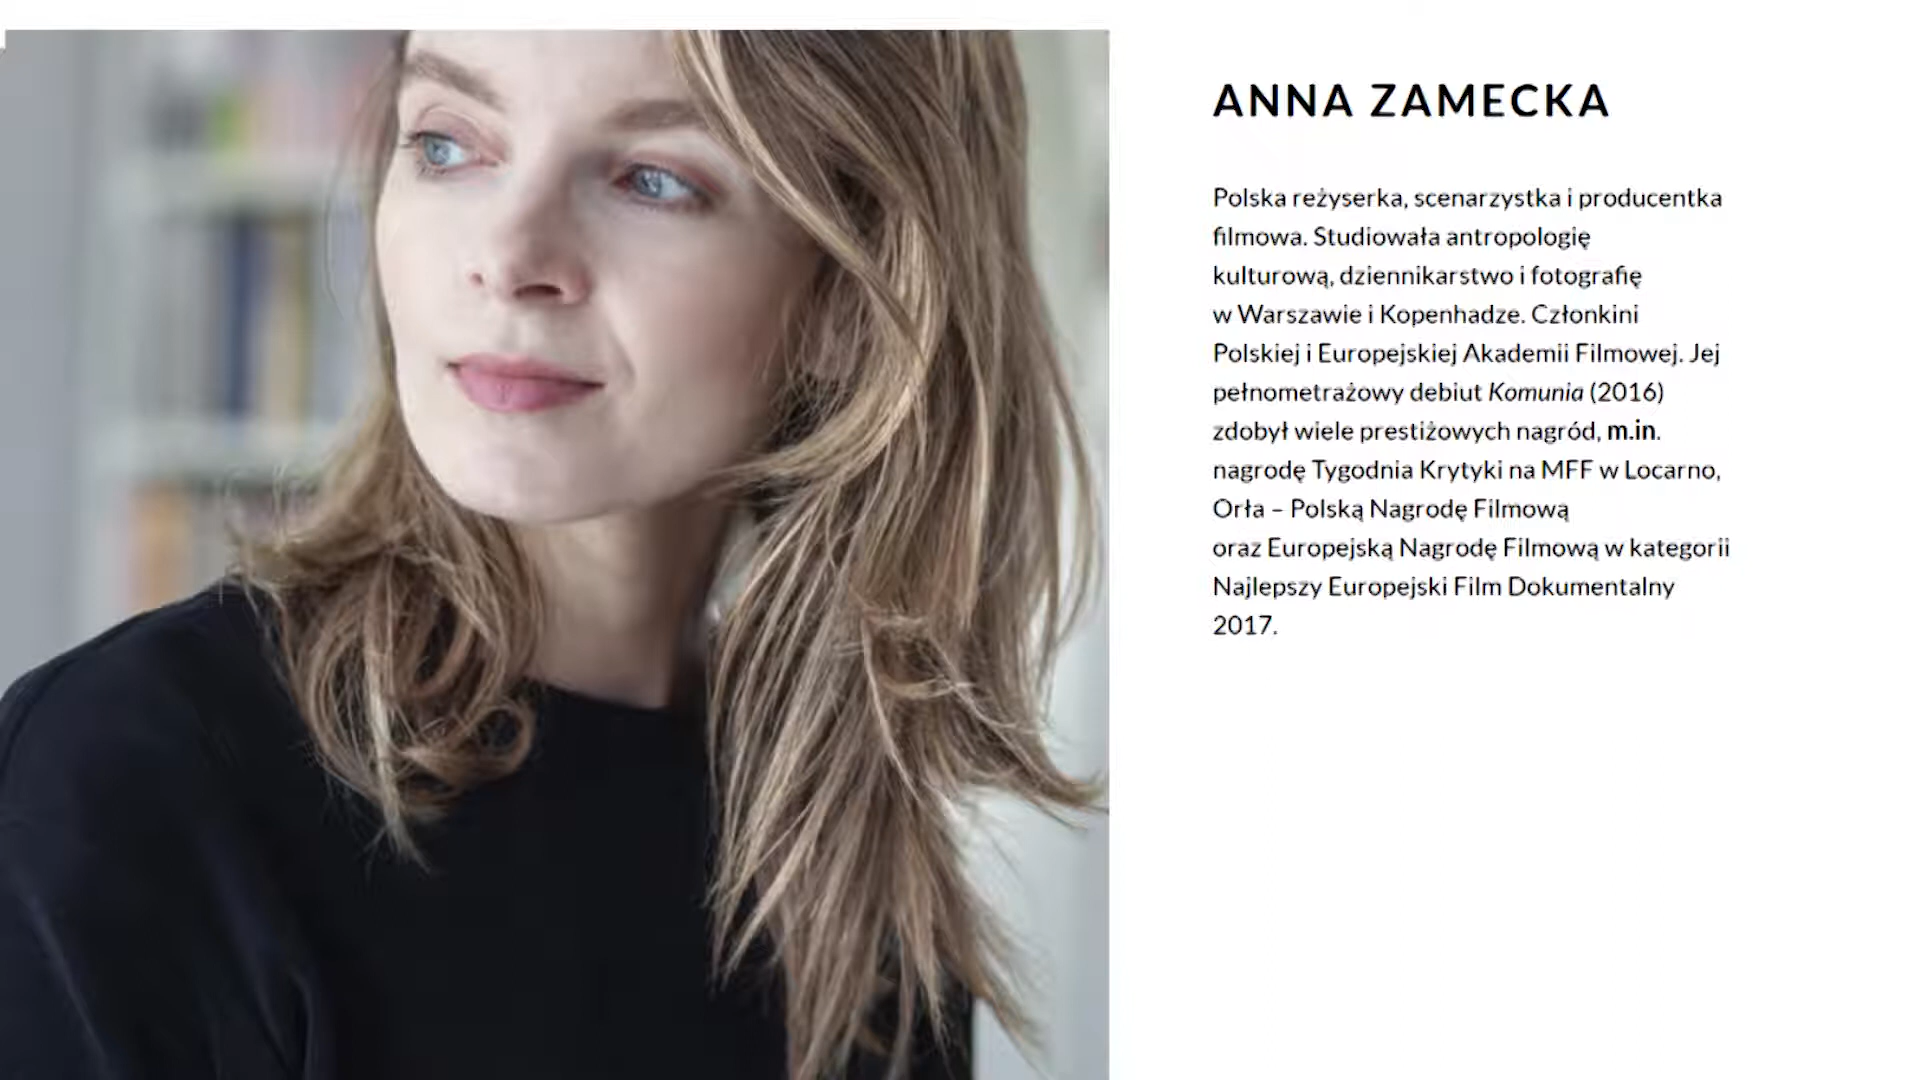 ANNA ZAMECKA
Polska reżyserka, scenarzystka i producentka
filmowa. Studiowała antropologię
kulturową, dziennikarstwo i fotografię
w Warszawie i Kopenhadze. Członkini
Polskiej i Europejskiej Akademii Filmowej. Jej
pełnometrażowy debiut Komunia (2016)
zdobył wiele prestiżowych nagród, m.in.
nagrodę Tygodnia Krytyki na MFF w Locarno,
Orła – Polską Nagrodę Filmową
oraz Europejską Nagrodę Filmową w kategorii
Najlepszy Europejski Film Dokumentalny
2017.